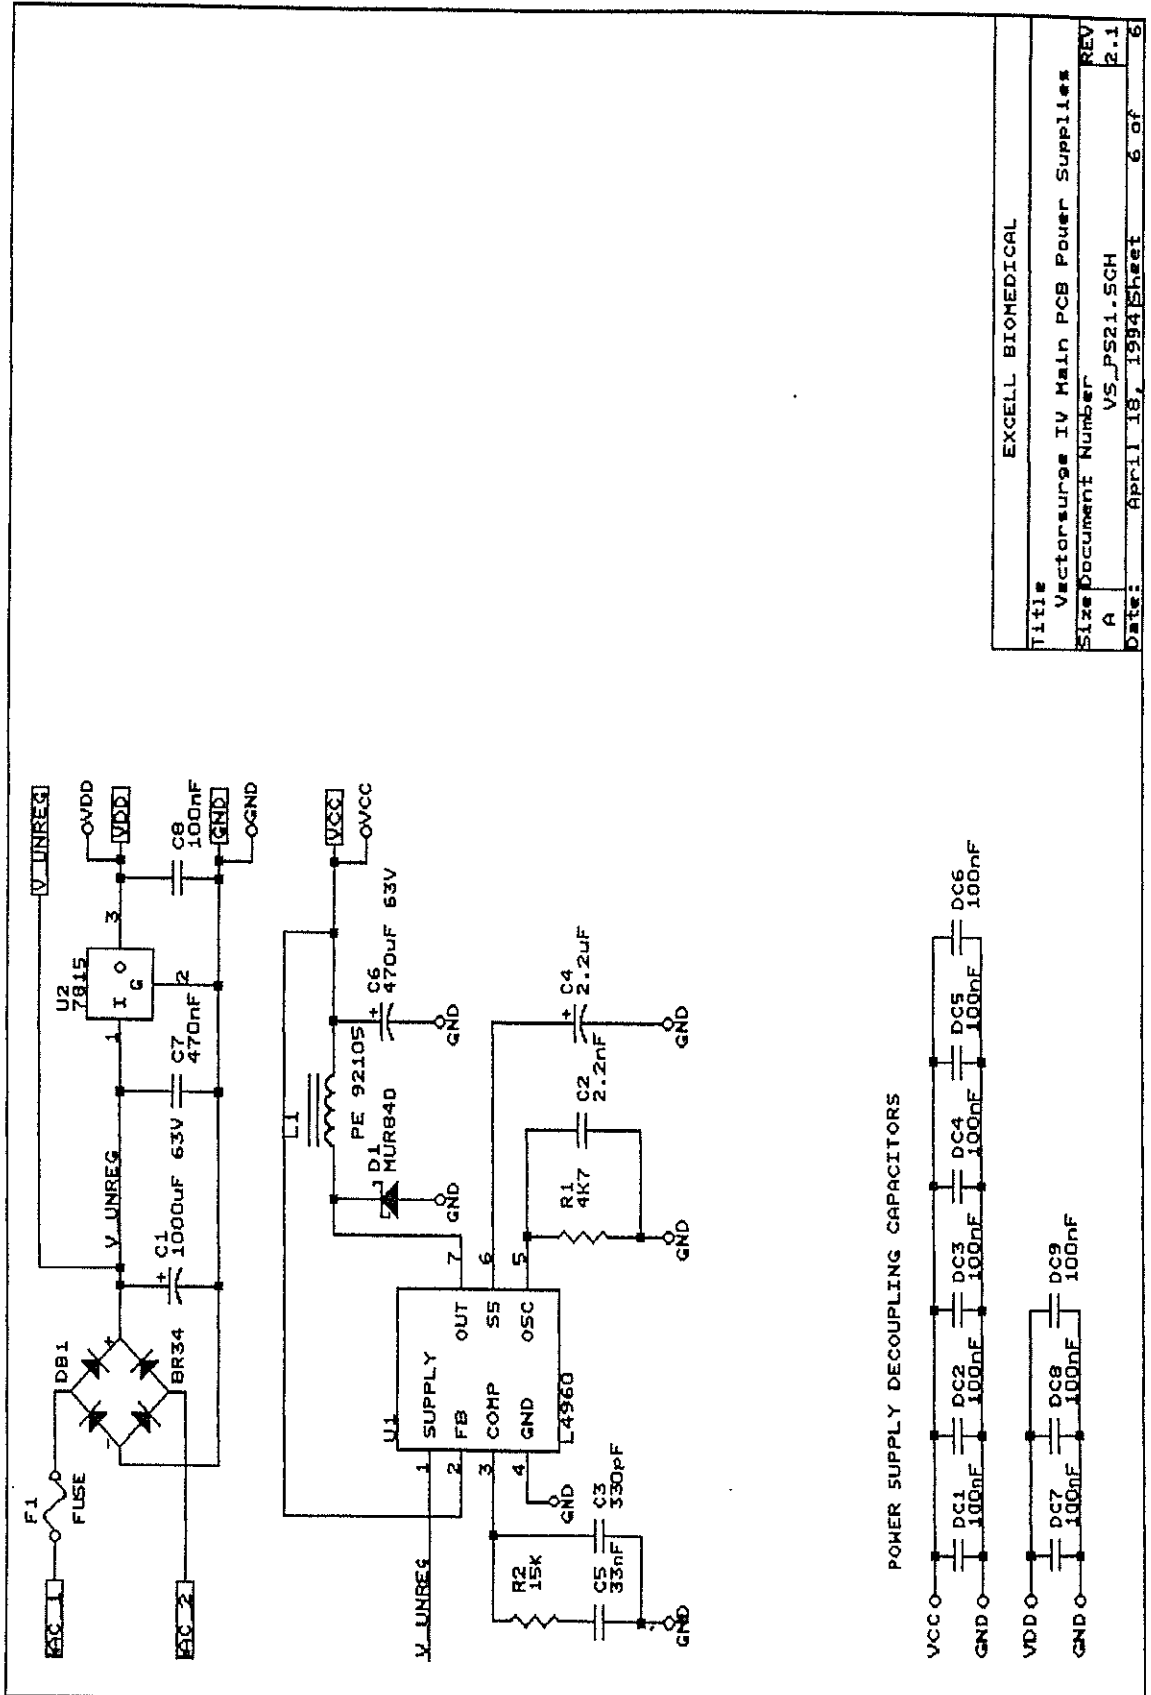 AC_1
F1
FUSE
AC_2
DB1
+
-
BR34
V_UNREG
C1
+
1000uF 63V
C7
470nF
U2
7815
I O
G
1
3
2
V_UNREG
VDD
VDD
C8
100nF
GND
GND
V_UNREG
U1
1
2
3
4
SUPPLY
FB
COMP
GND
OUT
SS
OSC
7
6
5
L4960
L1
PE 92105
D1
MUR840
GND
+
C6
470uF 63V
GND
VCC
VCC
GND
R2
15K
C5
33nF
C3
330pF
GND
R1
4K7
C2
2.2nF
GND
+
C4
2.2uF
GND
POWER SUPPLY DECOUPLING CAPACITORS
VCC
GND
DC1
100nF
DC2
100nF
DC3
100nF
DC4
100nF
DC5
100nF
DC6
100nF
VDD
GND
DC7
100nF
DC8
100nF
DC9
100nF
EXCELL BIOMEDICAL
Title
Vectorsurge IV Main PCB Power Supplies
Size Document Number REV
A VS_PS21.SCH 2.1
Date: April 18, 1994 Sheet 6 of 6